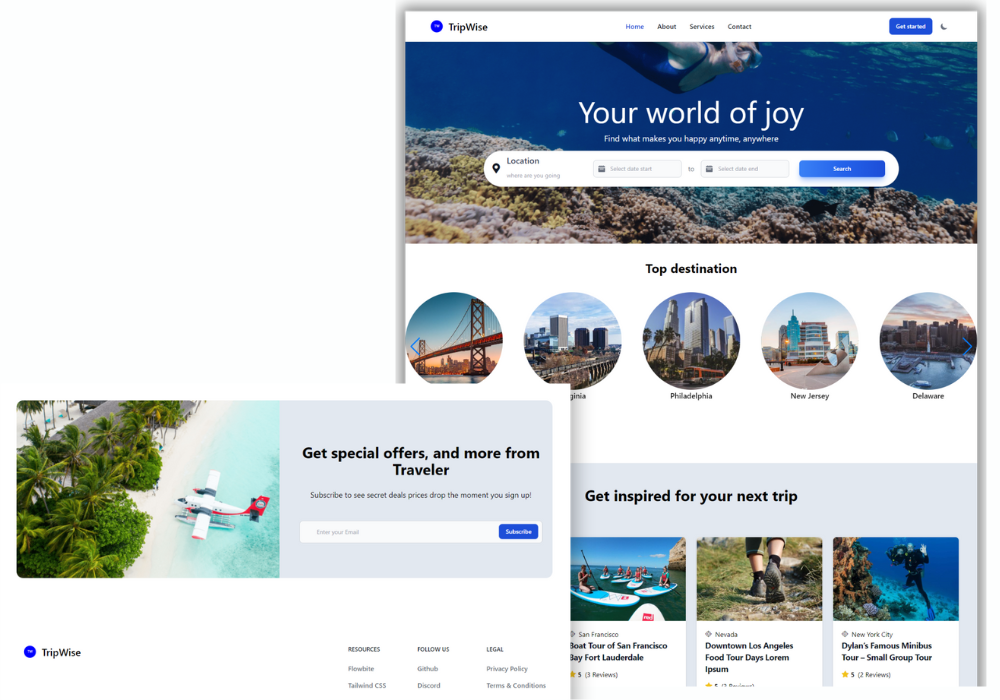 TripWise
Home About Services Contact
Get started
Your world of joy
Find what makes you happy anytime, anywhere
Location
where are you going
Select date start
to
Select date end
Search
Top destination
ginia
Philadelphia
New Jersey
Delaware
Get inspired for your next trip
San Francisco
Boat Tour of San Francisco
Bay Fort Lauderdale
5 (3 Reviews)
Nevada
Downtown Los Angeles
Food Tour Days Lorem
Ipsum
5 (2 Reviews)
New York City
Dylan's Famous Minibus
Tour – Small Group Tour
5 (2 Reviews)
Get special offers, and more from
Traveler
Subscribe to see secret deals prices drop the moment you sign up!
Enter your Email
Subscribe
TripWise
RESOURCES
Flowbite
Tailwind CSS
FOLLOW US
Github
Discord
LEGAL
Privacy Policy
Terms & Conditions